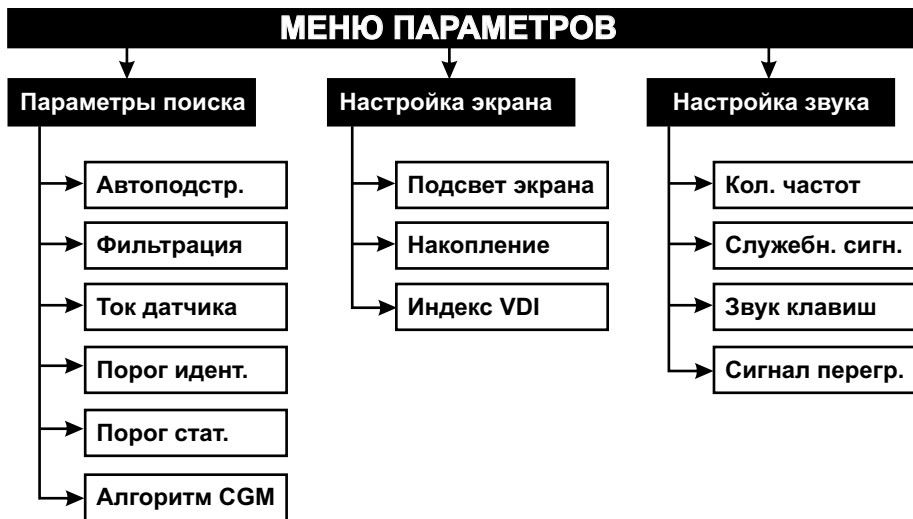 МЕНЮ ПАРАМЕТРОВ
Параметры поиска
Автоподстр.
Фильтрация
Ток датчика
Порог идент.
Порог стат.
Алгоритм CGM
Настройка экрана
Подсвет экрана
Накопление
Индекс VDI
Настройка звука
Кол. частот
Служебн. сигн.
Звук клавиш
Сигнал перегр.